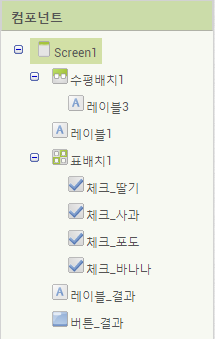 컴포넌트
Screen1
수평배치1
레이블3
레이블1
표배치1
체크_딸기
체크_사과
체크_포도
체크_바나나
레이블_결과
버튼_결과